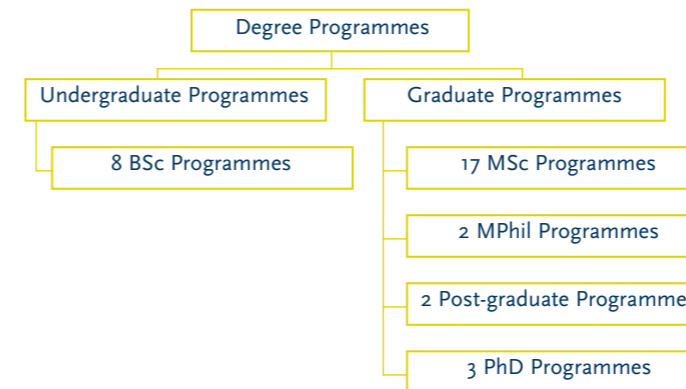 Degree Programmes
Undergraduate Programmes
Graduate Programmes
8 BSc Programmes
17 MSc Programmes
2 MPhil Programmes
2 Post-graduate Programme
3 PhD Programmes